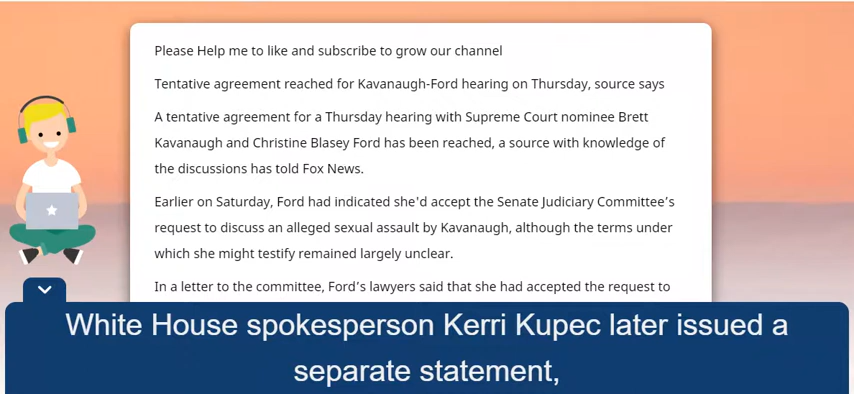 Please Help me to like and subscribe to grow our channel
Tentative agreement reached for Kavanaugh-Ford hearing on Thursday, source says
A tentative agreement for a Thursday hearing with Supreme Court nominee Brett
Kavanaugh and Christine Blasey Ford has been reached, a source with knowledge of
the discussions has told Fox News.
Earlier on Saturday, Ford had indicated she'd accept the Senate Judiciary Committee’s
request to discuss an alleged sexual assault by Kavanaugh, although the terms under
which she might testify remained largely unclear.
In a letter to the committee, Ford’s lawyers said that she had accepted the request to
White House spokesperson Kerri Kupec later issued a
separate statement,